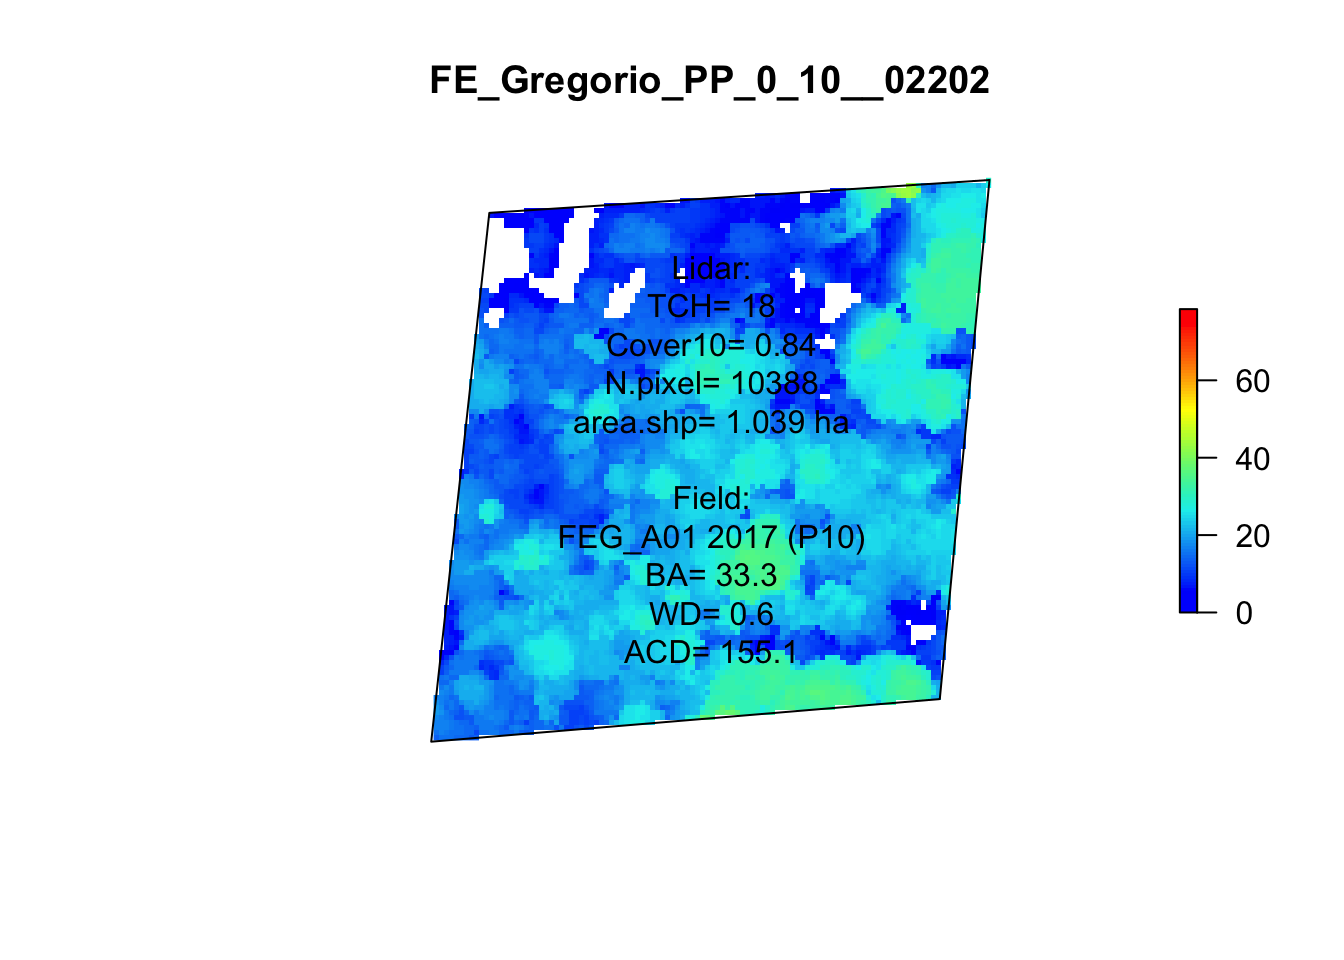 FE_Gregorio_PP_0_10__02202
Lidar:
TCH= 18
Cover10= 0.84
N.pixel= 10388
area.shp= 1.039 ha
Field:
FEG_A01 2017 (P10)
BA= 33.3
WD= 0.6
ACD= 155.1
60
40
20
0